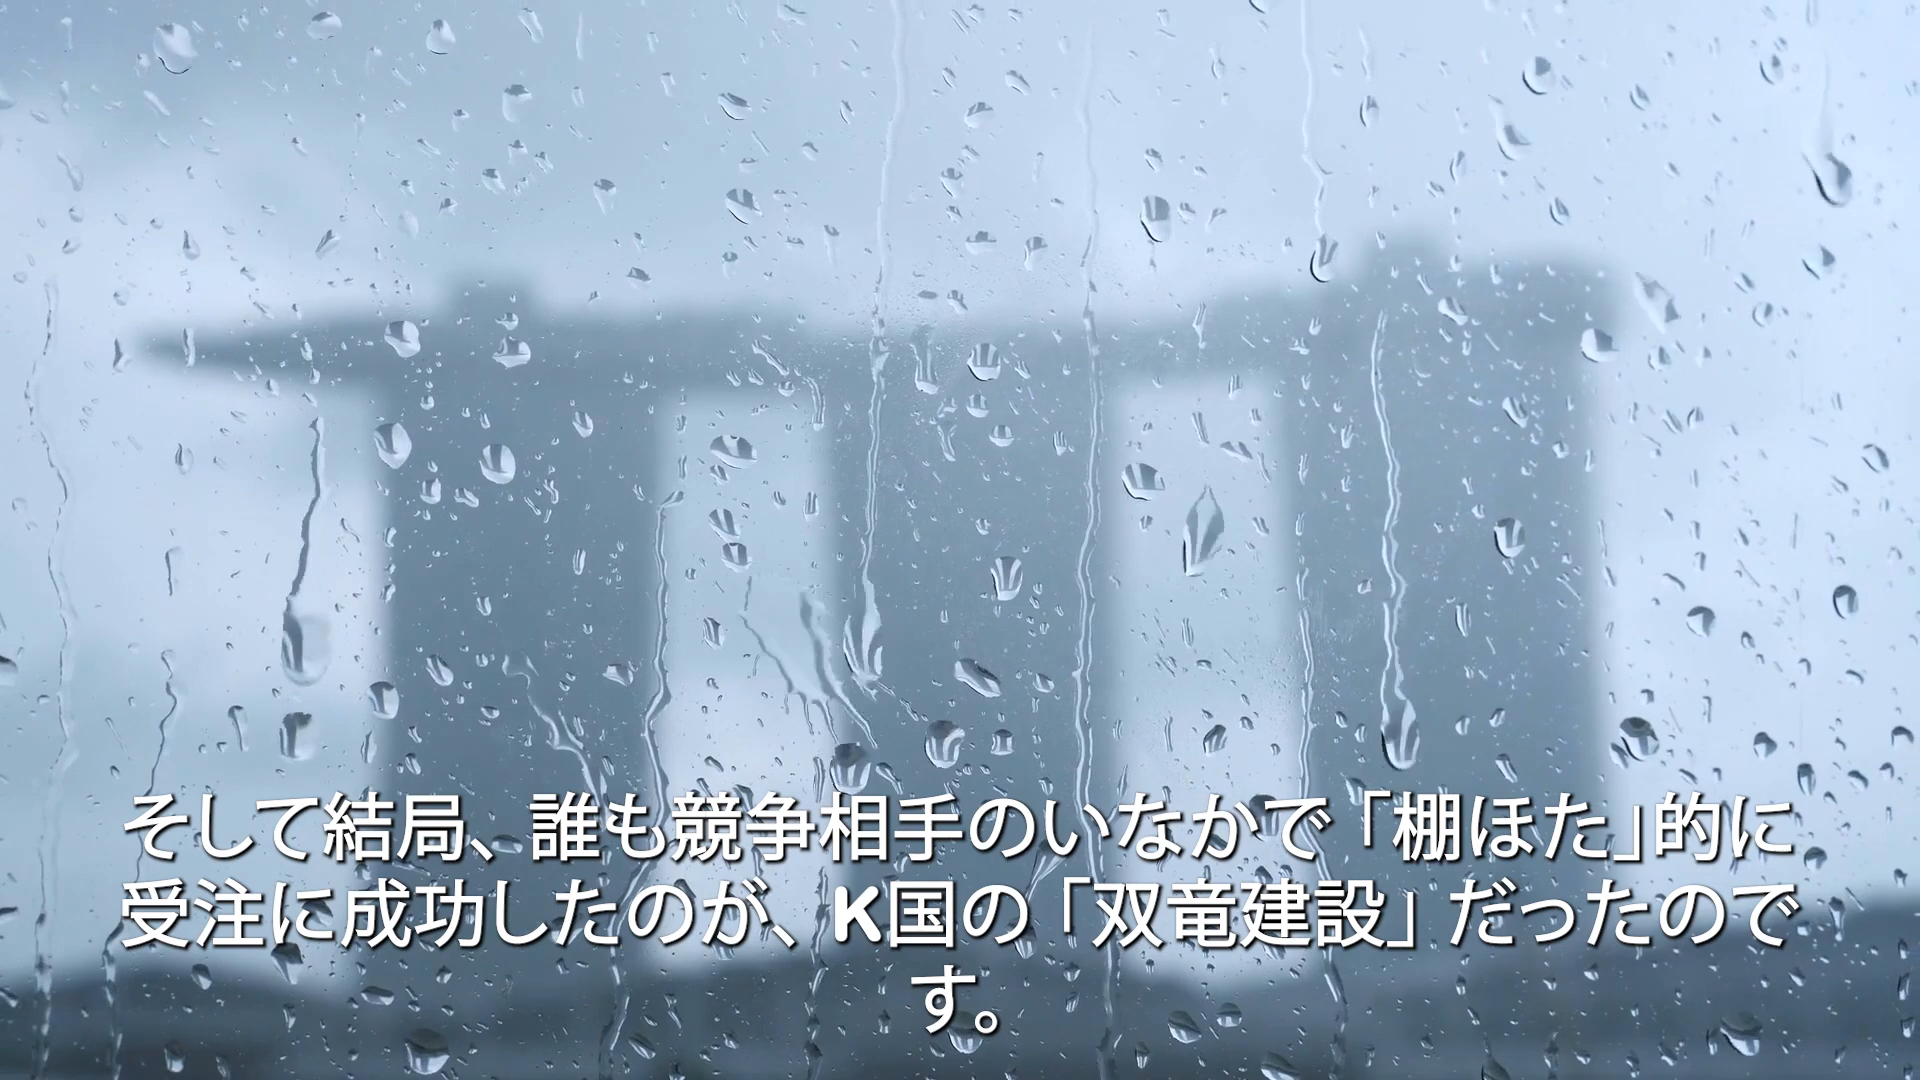 そして結局、誰も競争相手のいなかで「棚ほた」的に
受注に成功したのが、K国の「双竜建設」だったので
す。